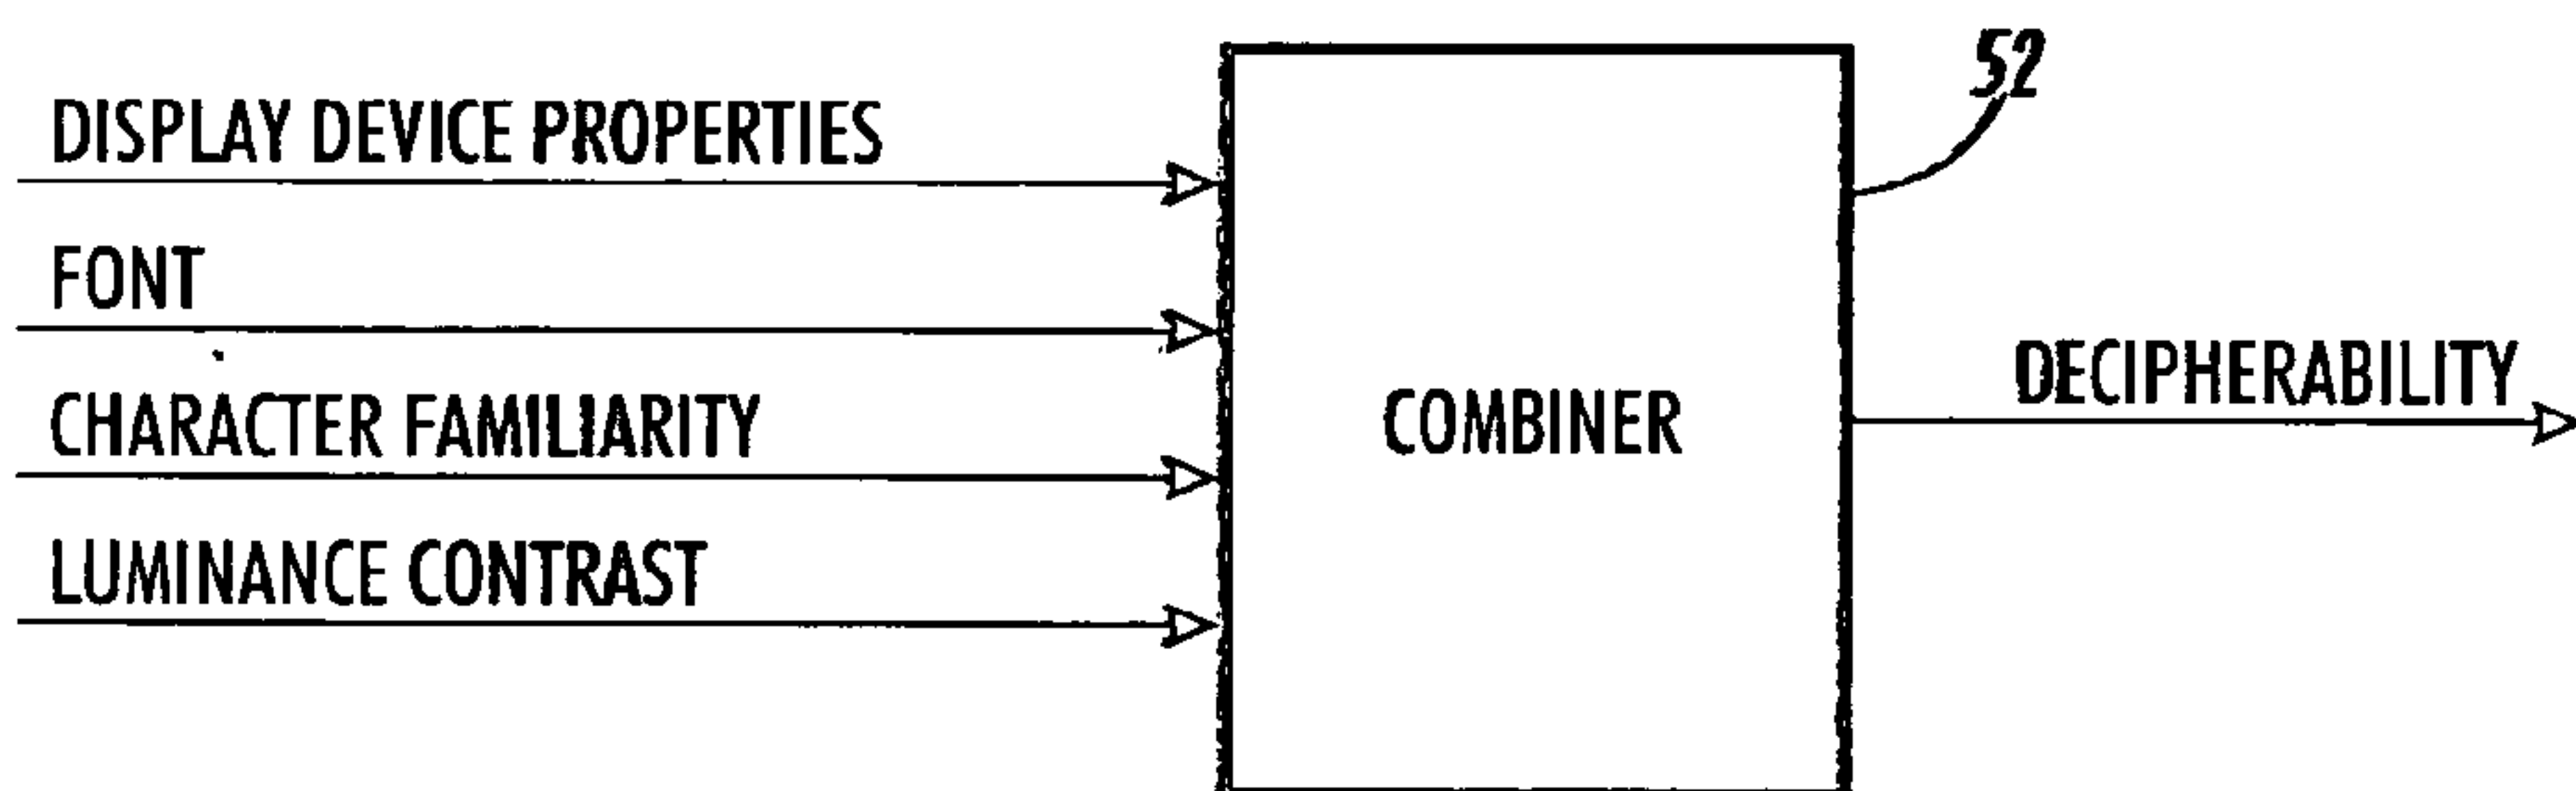 52
DISPLAY DEVICE PROPERTIES
FONT
CHARACTER FAMILIARITY
LUMINANCE CONTRAST
COMBINER
DECIPHERABILITY